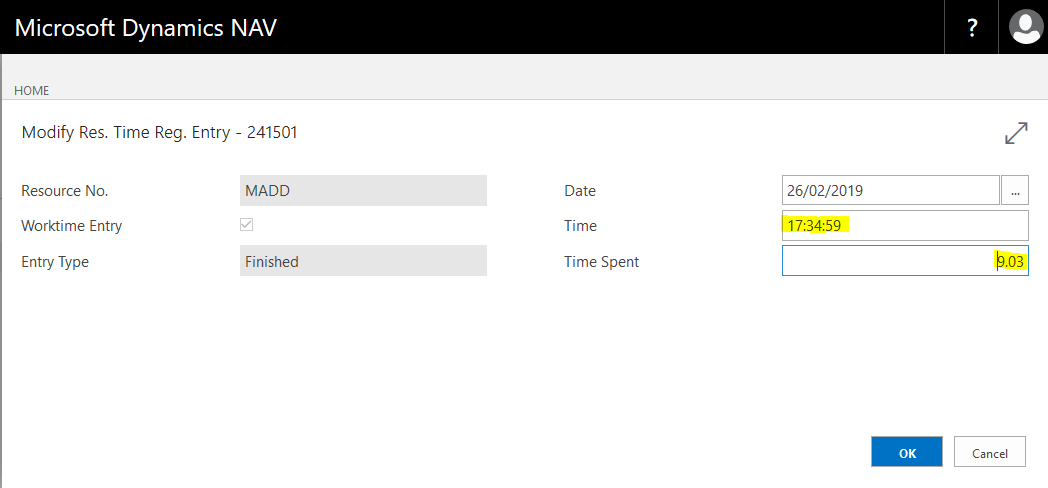 Microsoft Dynamics NAV
?
HOME
Modify Res. Time Reg. Entry - 241501
Resource No. MADD
Worktime Entry
Entry Type Finished
Date 26/02/2019 ...
Time 17:34:59
Time Spent 9.03
OK Cancel